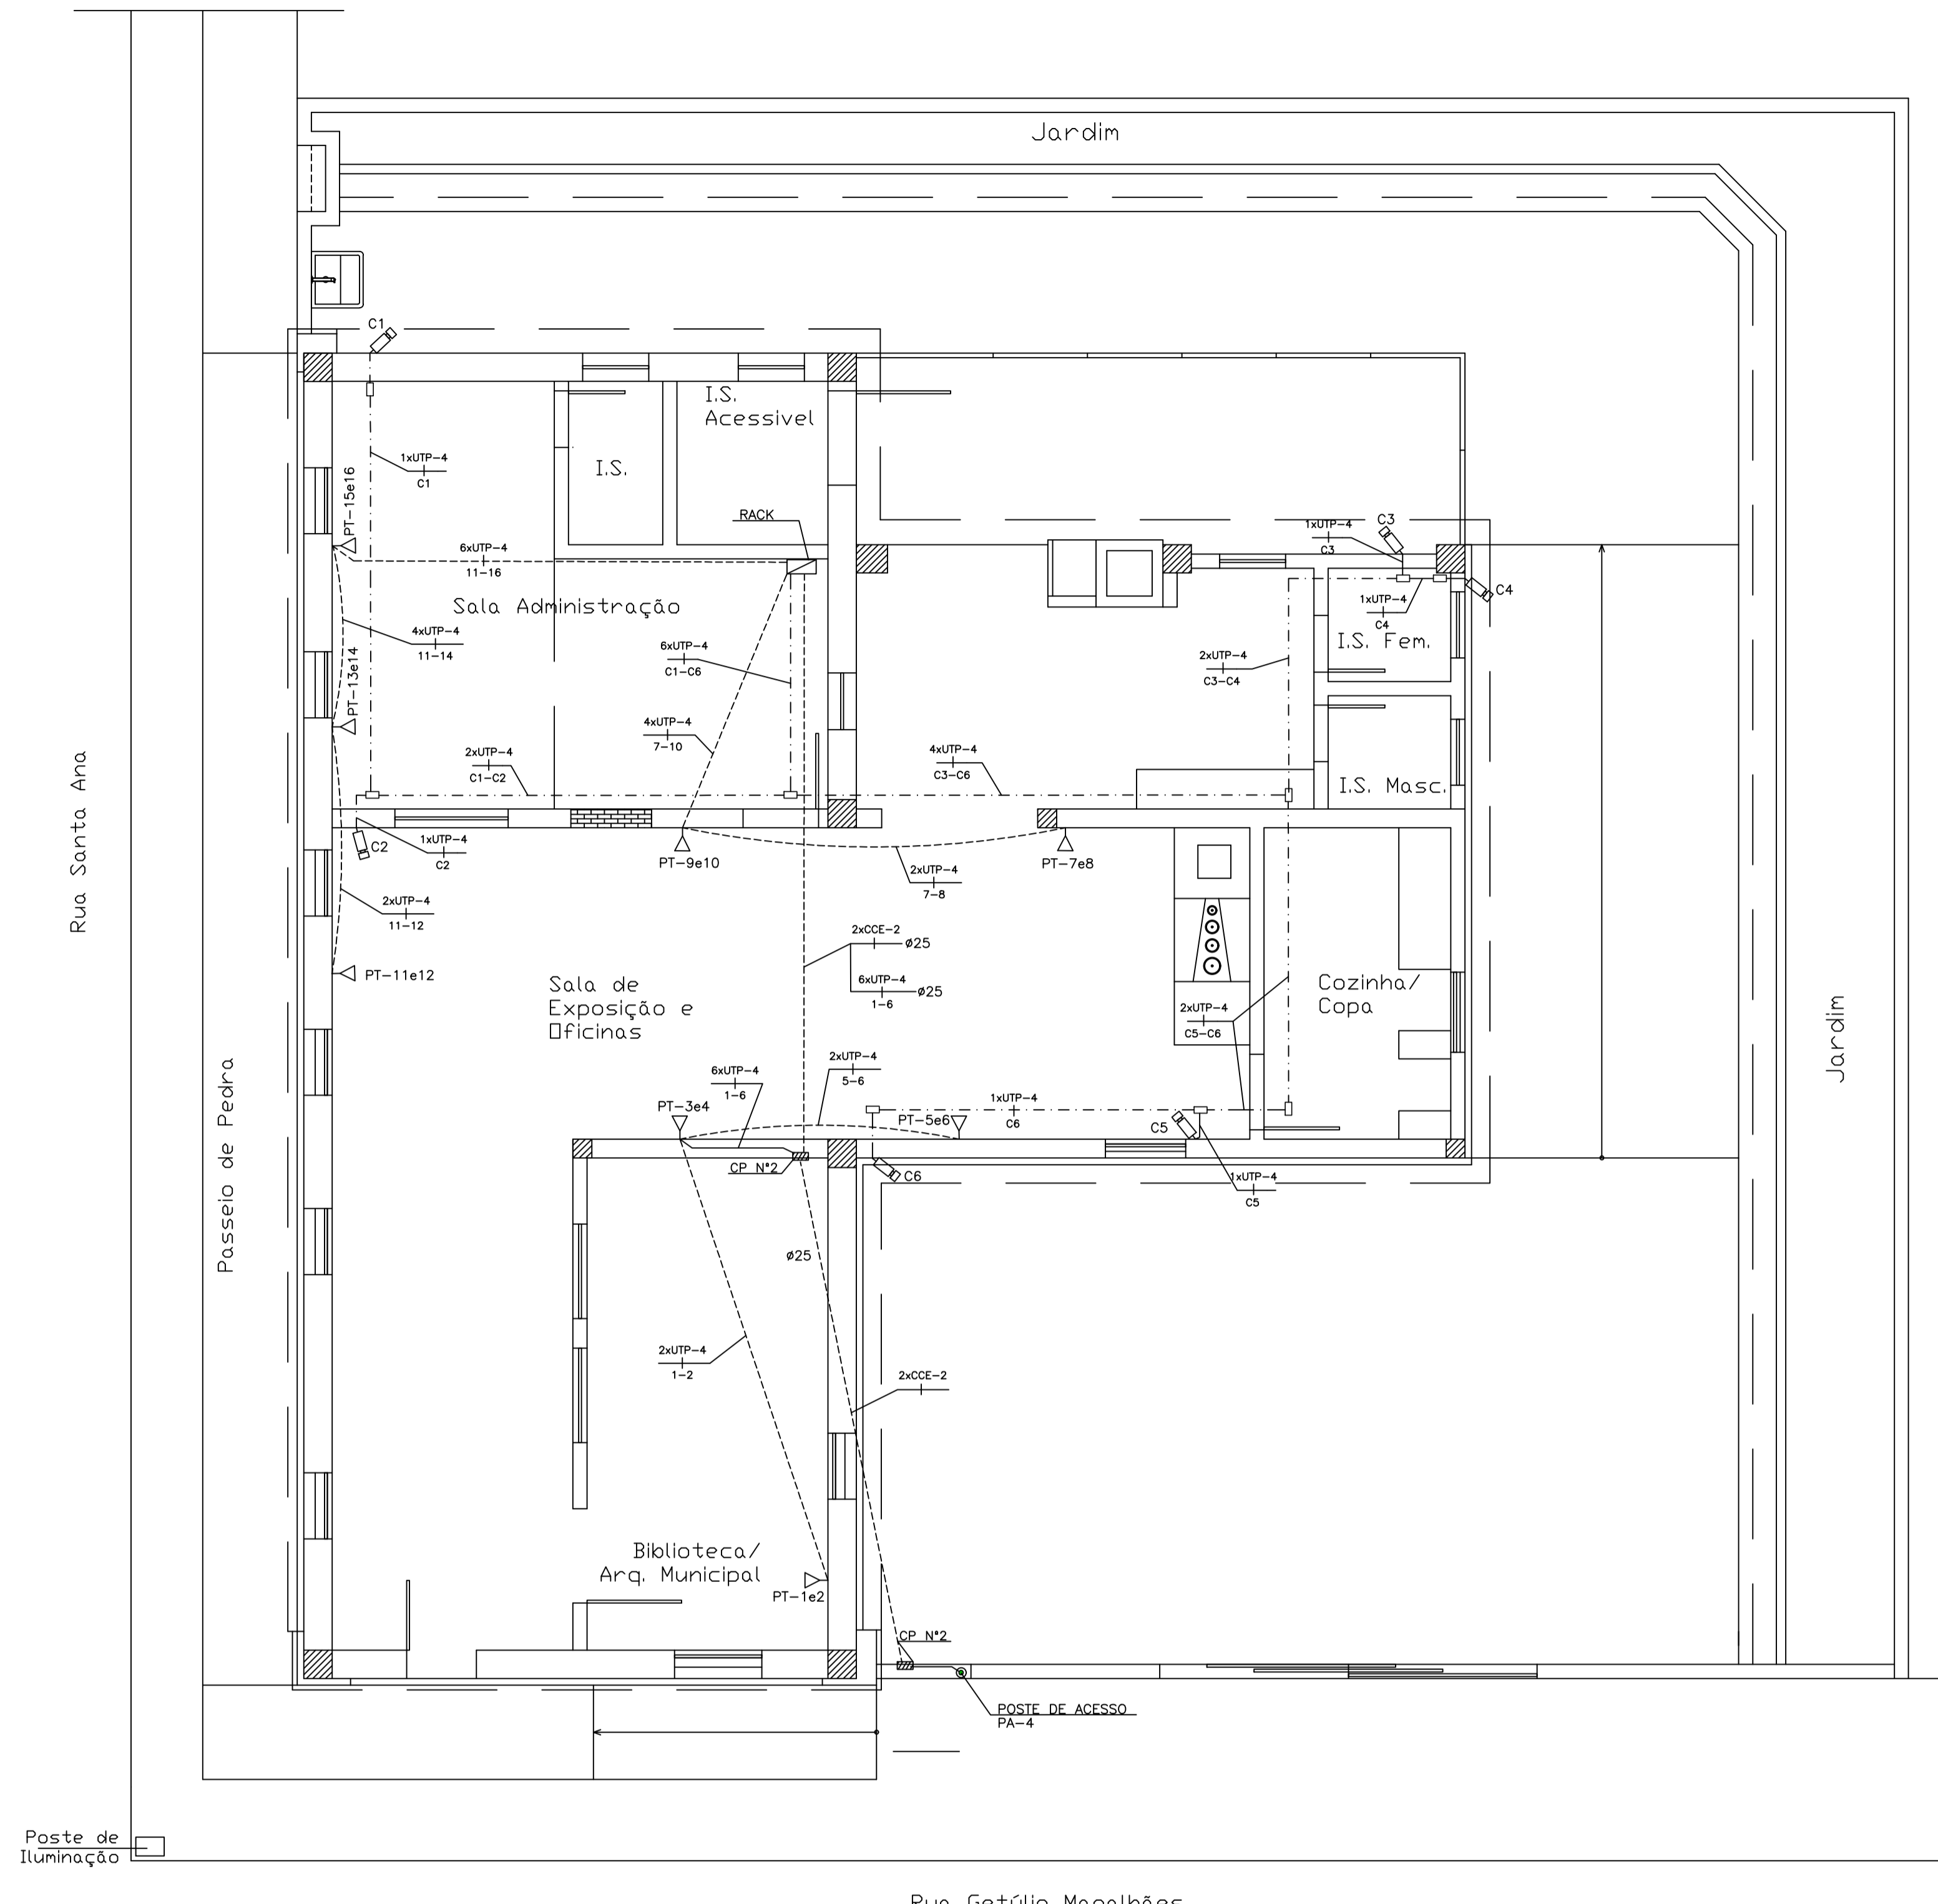 Jardim
C1
I.S.
Acessivel
1xUTP-4
C1
I.S.
PT-15e16
RACK
6xUTP-4
11-16
1xUTP-4
C3
C3
C4
1xUTP-4
C4
Sala Administração
4xUTP-4
11-14
6xUTP-4
C1-C6
2xUTP-4
C3-C4
I.S. Fem.
PT-13e14
4xUTP-4
7-10
2xUTP-4
C1-C2
4xUTP-4
C3-C6
I.S. Masc.
Rua Santa Ana
C2
1xUTP-4
C2
PT-9e10
PT-7e8
2xUTP-4
7-8
2xUTP-4
11-12
2xCCE-2
ø25
PT-11e12
6xUTP-4
ø25
1-6
Sala de
Exposição e
Oficinas
Cozinha/
Copa
2xUTP-4
C5-C6
Jardim
Passeio de Pedra
2xUTP-4
5-6
6xUTP-4
1-6
1xUTP-4
C6
PT-3e4
PT-5e6
C5
CP N°2
C6
1xUTP-4
C5
ø25
2xUTP-4
1-2
2xCCE-2
Biblioteca/
Arq. Municipal
PT-1e2
CP N°2
POSTE DE ACESSO
PA-4
Poste de
Iluminação
Rua Getúlio Magalhães